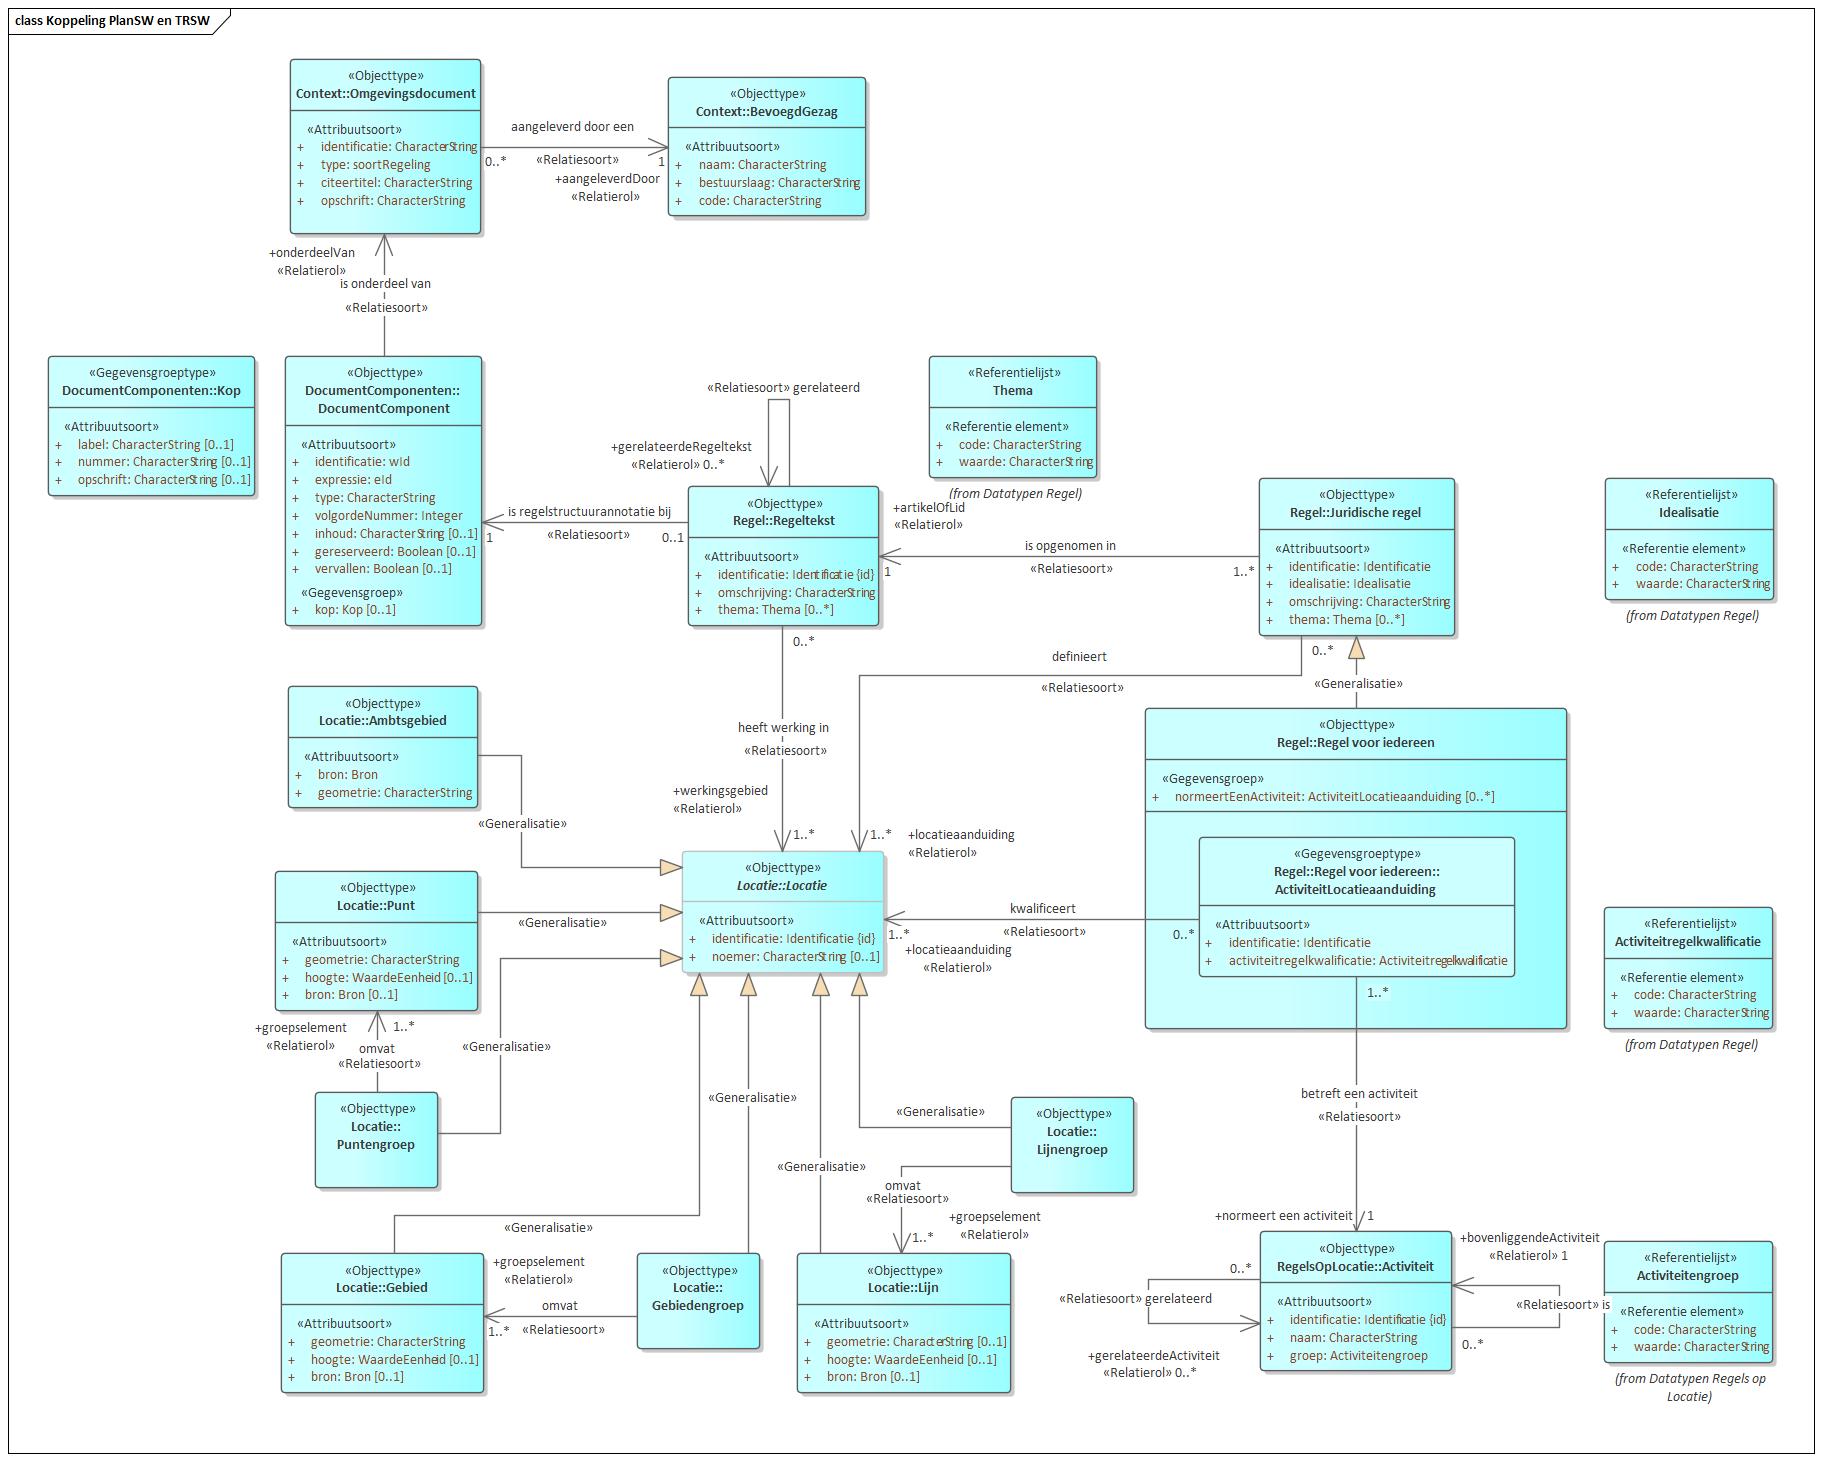 class Koppeling PlanSW en TRSW
«Objecttype»
Context::Omgevingsdocument
«Attribuutsoort»
+ identificatie: CharacterString
+ type: soortRegeling
+ citeertitel: CharacterString
+ opschrift: CharacterString
aangeleverd door een
0..*
«Relatiesoort»
1
+aangeleverdDoor
«Relatierol»
«Objecttype»
Context::BevoegdGezag
«Attribuutsoort»
+ naam: CharacterString
+ bestuurslaag: CharacterString
+ code: CharacterString
+onderdeelVan
«Relatierol»
is onderdeel van
«Relatiesoort»
«Gegevensgroeptype»
DocumentComponenten::Kop
«Attribuutsoort»
+ label: CharacterString [0..1]
+ nummer: CharacterString [0..1]
+ opschrift: CharacterString [0..1]
«Objecttype»
DocumentComponenten::
DocumentComponent
«Attribuutsoort»
+ identificatie: wId
+ expressie: eId
+ type: CharacterString
+ volgordeNummer: Integer
+ inhoud: CharacterString [0..1]
+ gereserveerd: Boolean [0..1]
+ vervallen: Boolean [0..1]
«Gegevensgroep»
+ kop: Kop [0..1]
«Relatiesoort» gerelateerd
+gerelateerdeRegeltekst
«Relatierol» 0..*
is regelstructuurannotatie bij
1
«Relatiesoort»
0..1
«Objecttype»
Regel::Regeltekst
«Attribuutsoort»
+ identificatie: Identificatie {id}
+ omschrijving: CharacterString
+ thema: Thema [0..*]
«Referentielijst»
Thema
«Referentie element»
+ code: CharacterString
+ waarde: CharacterString
(from Datatypen Regel)
+artikelOfLid
«Relatierol»
1
is opgenomen in
«Relatiesoort»
1..*
«Objecttype»
Regel::Juridische regel
«Attribuutsoort»
+ identificatie: Identificatie
+ idealisatie: Idealisatie
+ omschrijving: CharacterString
+ thema: Thema [0..*]
«Referentielijst»
Idealisatie
«Referentie element»
+ code: CharacterString
+ waarde: CharacterString
(from Datatypen Regel)
0..*
heeft werking in
«Relatiesoort»
+werkingsgebied
«Relatierol»
1..*
0..*
definieert
«Relatiesoort»
1..*
+locatieaanduiding
«Relatierol»
«Generalisatie»
«Objecttype»
Regel::Regel voor iedereen
«Gegevensgroep»
+ normeertEenActiviteit: ActiviteitLocatieaanduiding [0..*]
«Gegevensgroeptype»
Regel::Regel voor iedereen::
ActiviteitLocatieaanduiding
«Attribuutsoort»
+ identificatie: Identificatie
+ activiteitregelkwalificatie: Activiteitregelkwalificatie
«Referentielijst»
Activiteitregelkwalificatie
«Referentie element»
+ code: CharacterString
+ waarde: CharacterString
(from Datatypen Regel)
«Objecttype»
Locatie::Ambtsgebied
«Attribuutsoort»
+ bron: Bron
+ geometrie: CharacterString
«Generalisatie»
«Objecttype»
Locatie::Locatie
«Attribuutsoort»
+ identificatie: Identificatie {id}
+ noemer: CharacterString [0..1]
kwalificeert
1..*
«Relatiesoort»
0..*
+locatieaanduiding
«Relatierol»
«Objecttype»
Locatie::Punt
«Attribuutsoort»
+ geometrie: CharacterString
+ hoogte: WaardeEenheid [0..1]
+ bron: Bron [0..1]
«Generalisatie»
+groepselement
«Relatierol»
1..*
omvat
«Relatiesoort»
«Generalisatie»
«Objecttype»
Locatie::
Puntengroep
«Generalisatie»
«Generalisatie»
«Generalisatie»
«Generalisatie»
«Objecttype»
Locatie::
Lijnengroep
omvat
«Relatiesoort»
+groepselement
«Relatierol»
1..*
1..*
betreft een activiteit
«Relatiesoort»
+normeert een activiteit
1
«Objecttype»
Locatie::Gebied
«Attribuutsoort»
+ geometrie: CharacterString
+ hoogte: WaardeEenheid [0..1]
+ bron: Bron [0..1]
+groepselement
«Relatierol»
omvat
1..*
«Relatiesoort»
«Objecttype»
Locatie::
Gebiedengroep
«Objecttype»
Locatie::Lijn
«Attribuutsoort»
+ geometrie: CharacterString [0..1]
+ hoogte: WaardeEenheid [0..1]
+ bron: Bron [0..1]
0..*
«Relatiesoort» gerelateerd
+gerelateerdeActiviteit
«Relatierol» 0..*
«Objecttype»
RegelsOpLocatie::Activiteit
«Attribuutsoort»
+ identificatie: Identificatie {id}
+ naam: CharacterString
+ groep: Activiteitengroep
+bovenliggendeActiviteit
«Relatierol» 1
«Relatiesoort» is
0..*
«Referentielijst»
Activiteitengroep
«Referentie element»
+ code: CharacterString
+ waarde: CharacterString
(from Datatypen Regels op
Locatie)